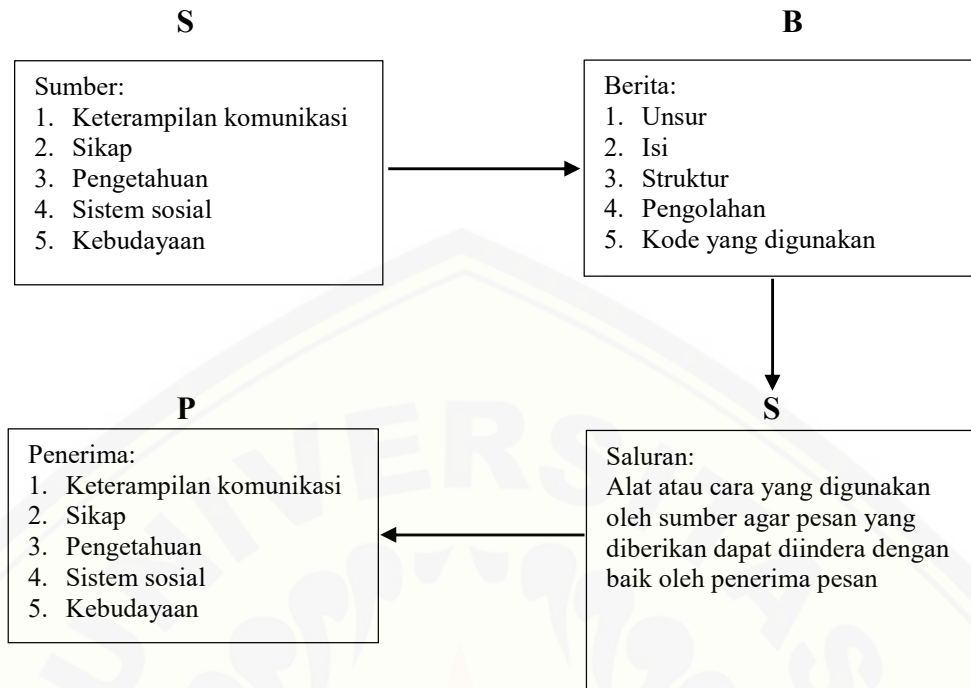 S
B
Sumber:
1. Keterampilan komunikasi
2. Sikap
3. Pengetahuan
4. Sistem sosial
5. Kebudayaan
Berita:
1. Unsur
2. Isi
3. Struktur
4. Pengolahan
5. Kode yang digunakan
P
S
Penerima:
1. Keterampilan komunikasi
2. Sikap
3. Pengetahuan
4. Sistem sosial
5. Kebudayaan
Saluran:
Alat atau cara yang digunakan
oleh sumber agar pesan yang
diberikan dapat diindera dengan
baik oleh penerima pesan
UNIVERSITAS